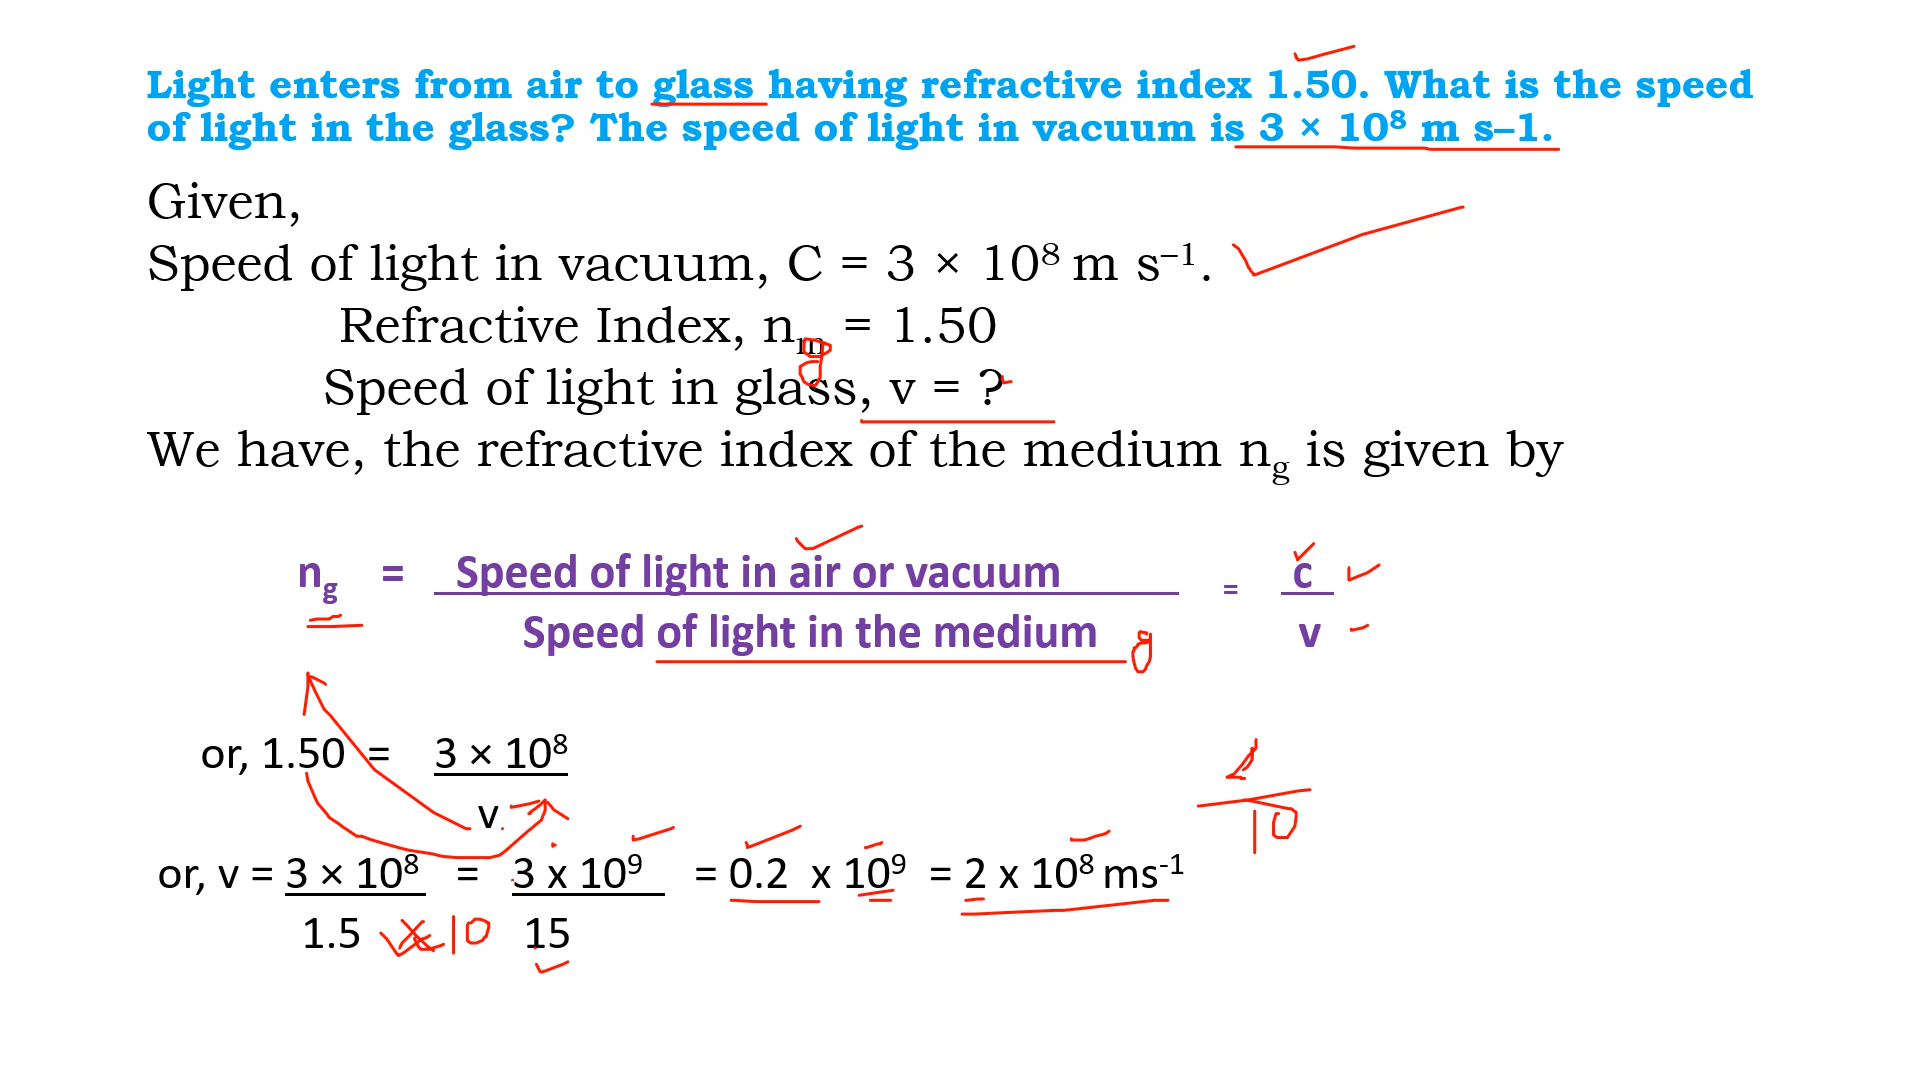 Light enters from air to glass having refractive index 1.50. What is the speed
of light in the glass? The speed of light in vacuum is 3 × 10⁸ m s–1.
Given,
Speed of light in vacuum, C = 3 × 10⁸ m s⁻¹.
Refractive Index, nₘ = 1.50
g
Speed of light in glass, v = ?
We have, the refractive index of the medium n_g is given by
n_g = Speed of light in air or vacuum = c
Speed of light in the medium g v
or, 1.50 = 3 × 10⁸
v
2
10
or, v = 3 × 10⁸ = 3 x 10⁹ = 0.2 x 10⁹ = 2 x 10⁸ ms⁻¹
1.5 x 10 15